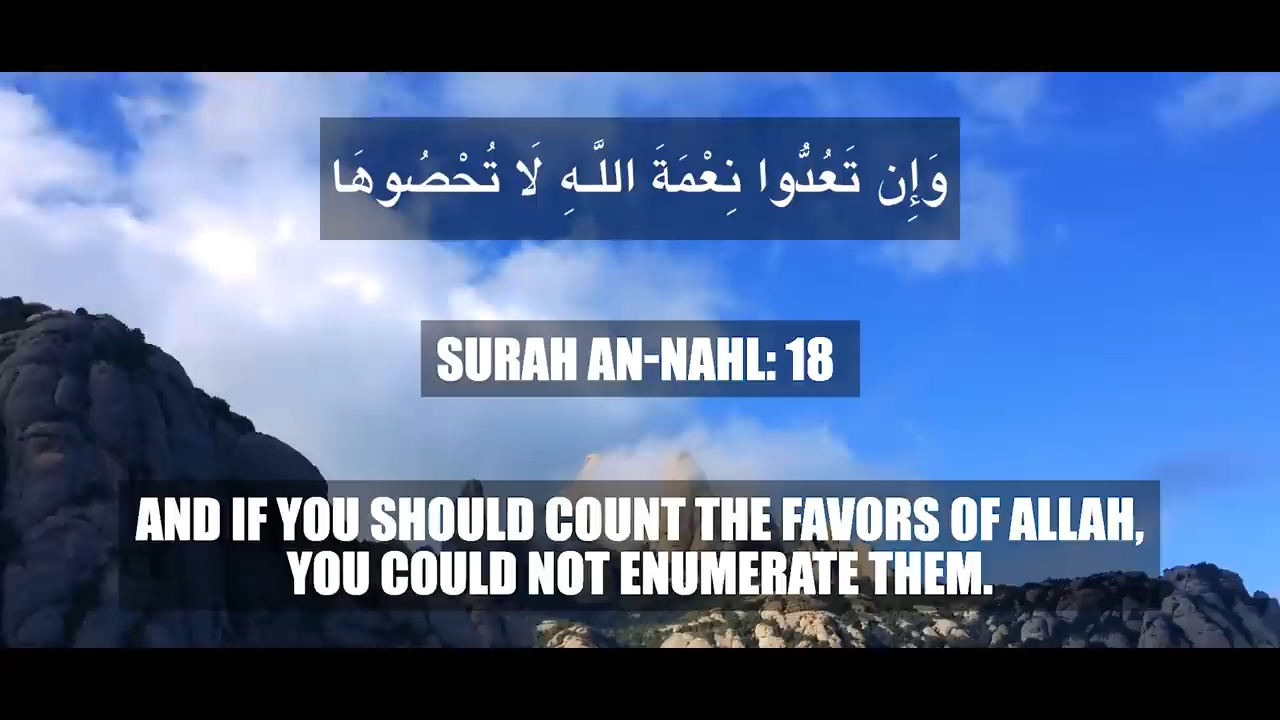 وَإِن تَعُدُّوا نِعْمَةَ اللَّهِ لَا تُحْصُوهَا
SURAH AN-NAHL: 18
AND IF YOU SHOULD COUNT THE FAVORS OF ALLAH,
YOU COULD NOT ENUMERATE THEM.